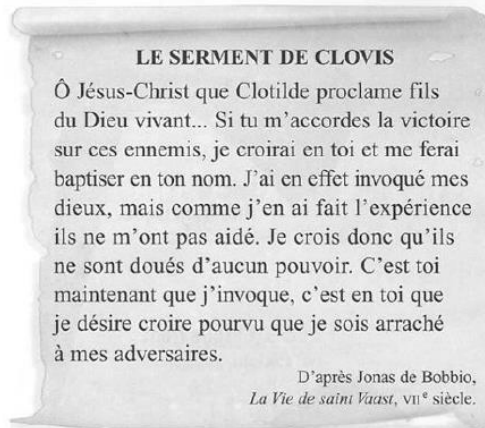 LE SERMENT DE CLOVIS
Ô Jésus-Christ que Clotilde proclame fils
du Dieu vivant... Si tu m'accordes la victoire
sur ces ennemis, je croirai en toi et me ferai
baptiser en ton nom. J'ai en effet invoqué mes
dieux, mais comme j'en ai fait l'expérience
ils ne m'ont pas aidé. Je crois donc qu'ils
ne sont doués d'aucun pouvoir. C'est toi
maintenant que j'invoque, c'est en toi que
je désire croire pourvu que je sois arraché
à mes adversaires.
D'après Jonas de Bobbio,
La Vie de saint Vaast, VIIe siècle.